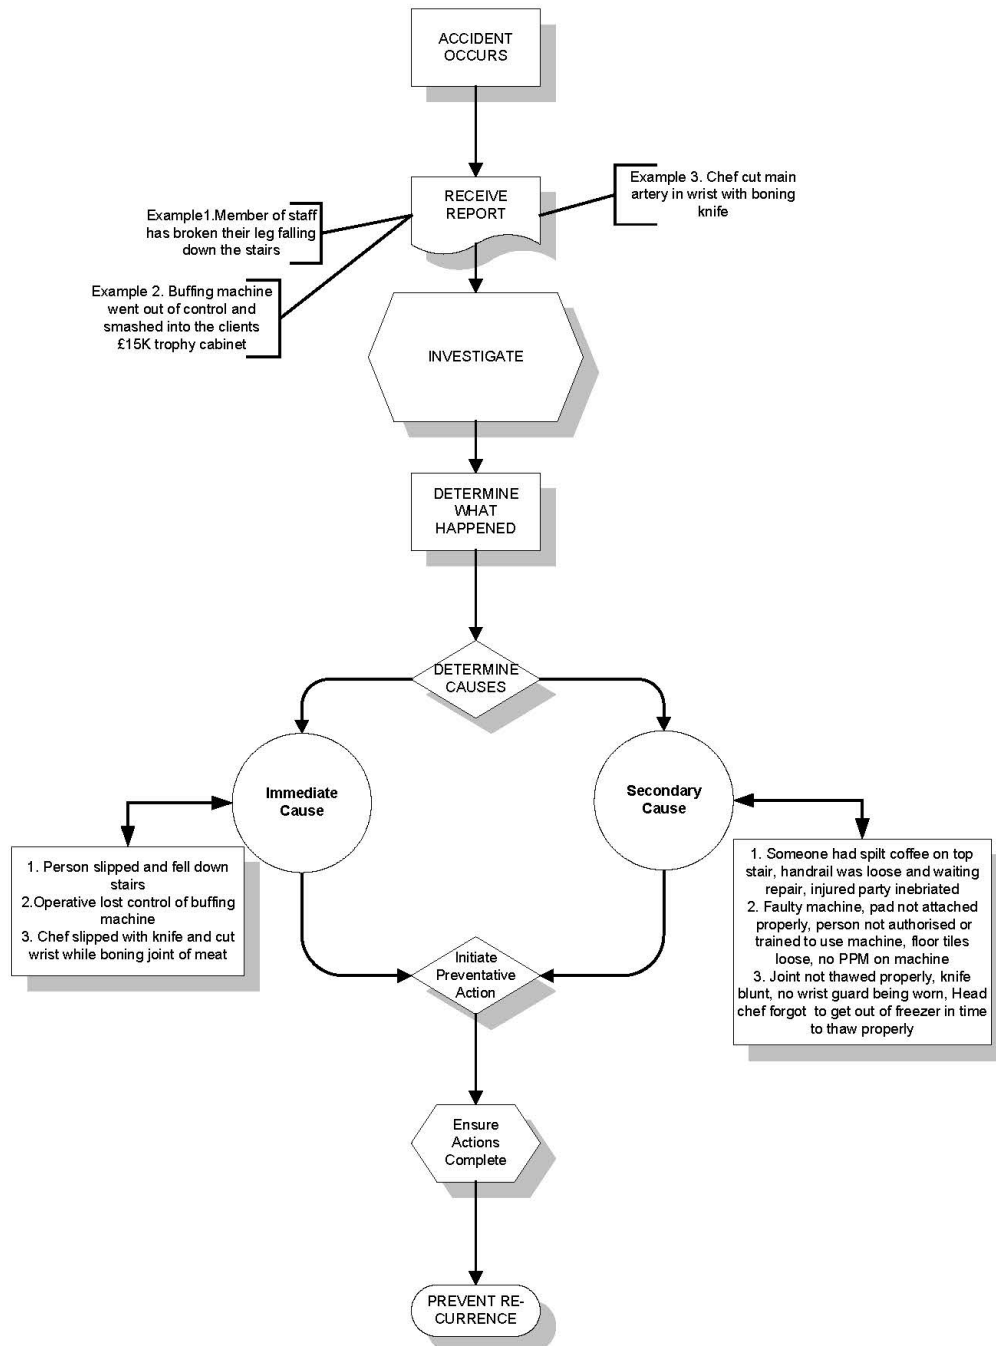 ACCIDENT
OCCURS
RECEIVE
REPORT
Example 3. Chef cut main
artery in wrist with boning
knife
Example1.Member of staff
has broken their leg falling
down the stairs
Example 2. Buffing machine
went out of control and
smashed into the clients
£15K trophy cabinet
INVESTIGATE
DETERMINE
WHAT
HAPPENED
DETERMINE
CAUSES
Immediate
Cause
Secondary
Cause
1. Person slipped and fell down
stairs
2.Operative lost control of buffing
machine
3. Chef slipped with knife and cut
wrist while boning joint of meat
1. Someone had spilt coffee on top
stair, handrail was loose and waiting
repair, injured party inebriated
2. Faulty machine, pad not attached
properly, person not authorised or
trained to use machine, floor tiles
loose, no PPM on machine
3. Joint not thawed properly, knife
blunt, no wrist guard being worn, Head
chef forgot to get out of freezer in time
to thaw properly
Initiate
Preventative
Action
Ensure
Actions
Complete
PREVENT RE-
CURRENCE